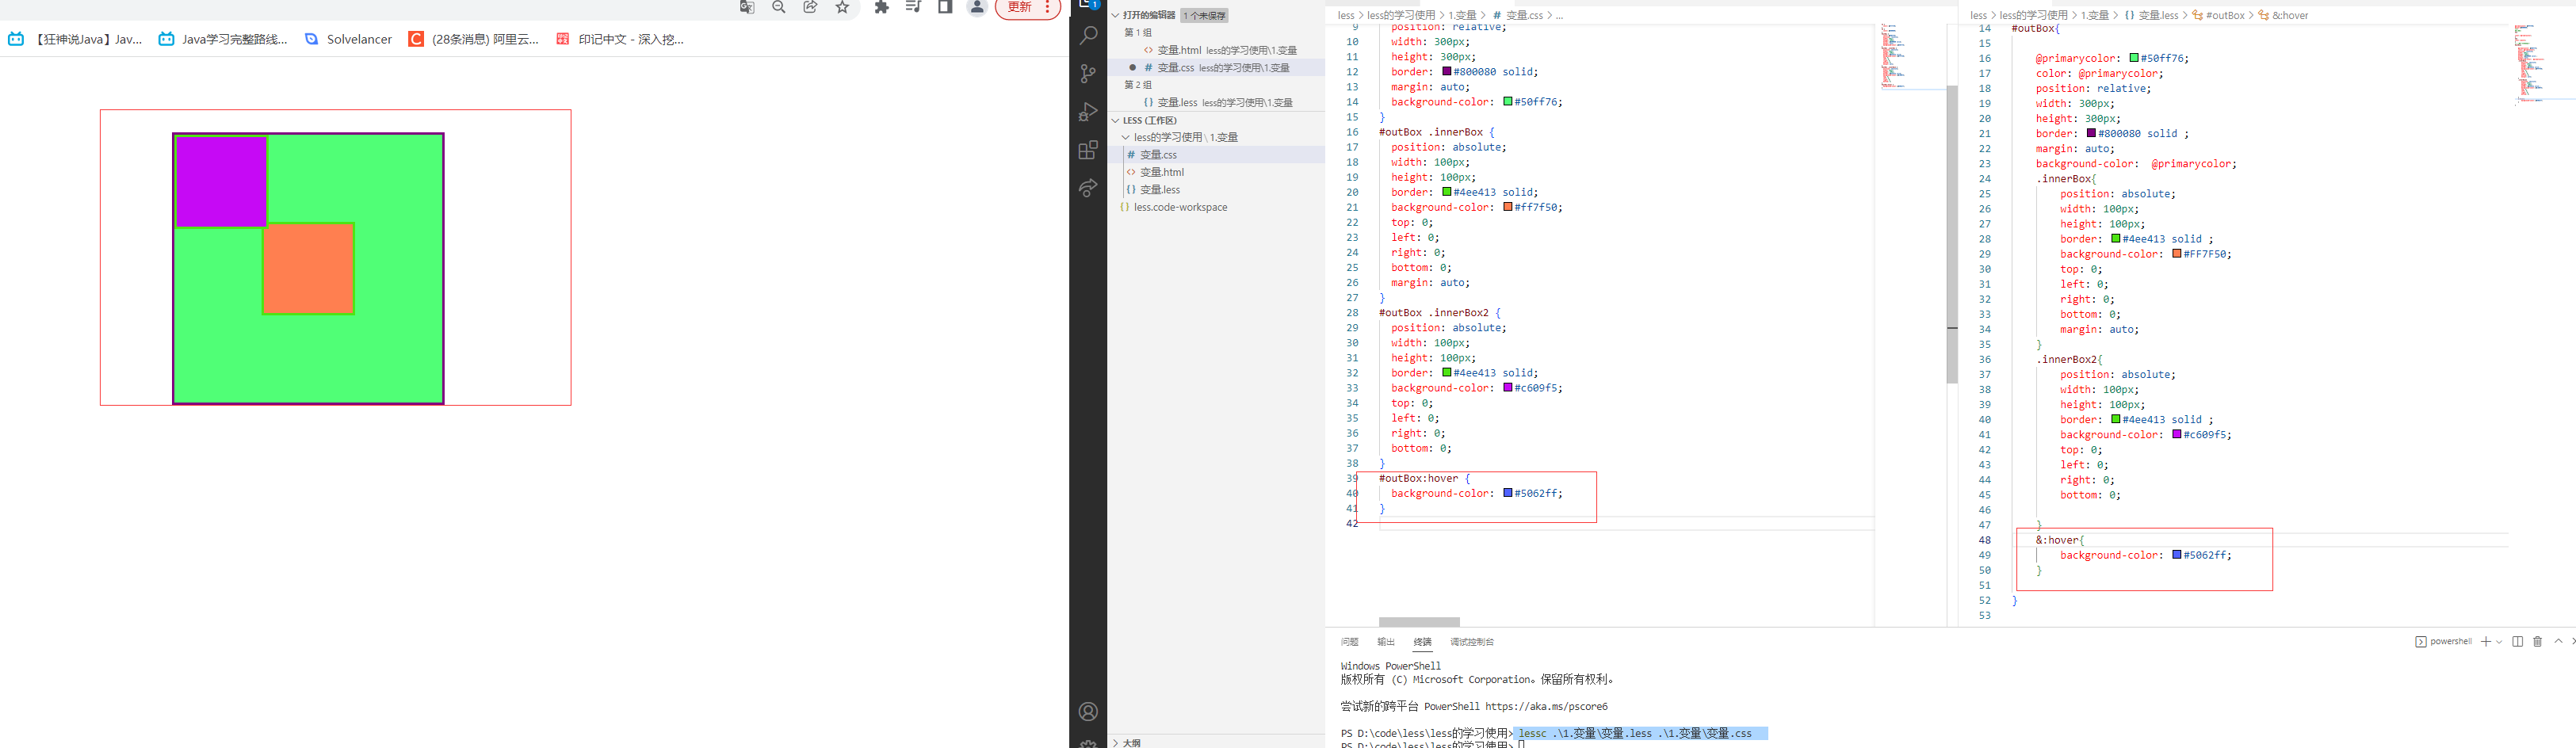 更新
【狂神说Java】Jav...
Java学习完整路线...
Solvelancer
(28条消息) 阿里云...
印记中文 - 深入挖...
1
打开的编辑器 1 个未保存
第 1 组
变量.html less的学习使用\1.变量
变量.css less的学习使用\1.变量
第 2 组
变量.less less的学习使用\1.变量
LESS (工作区)
less的学习使用 \ 1.变量
变量.css
变量.html
变量.less
less.code-workspace
大纲
less > less的学习使用 > 1.变量 > # 变量.css > ...
9 position: relative;
10 width: 300px;
11 height: 300px;
12 border: #800080 solid;
13 margin: auto;
14 background-color: #50ff76;
15 }
16 #outBox .innerBox {
17 position: absolute;
18 width: 100px;
19 height: 100px;
20 border: #4ee413 solid;
21 background-color: #ff7f50;
22 top: 0;
23 left: 0;
24 right: 0;
25 bottom: 0;
26 margin: auto;
27 }
28 #outBox .innerBox2 {
29 position: absolute;
30 width: 100px;
31 height: 100px;
32 border: #4ee413 solid;
33 background-color: #c609f5;
34 top: 0;
35 left: 0;
36 right: 0;
37 bottom: 0;
38 }
39 #outBox:hover {
40 background-color: #5062ff;
41 }
42
less > less的学习使用 > 1.变量 > {} 变量.less > #outBox > &:hover
14 #outBox{
15
16 @primarycolor: #50ff76;
17 color: @primarycolor;
18 position: relative;
19 width: 300px;
20 height: 300px;
21 border: #800080 solid ;
22 margin: auto;
23 background-color: @primarycolor;
24 .innerBox{
25 position: absolute;
26 width: 100px;
27 height: 100px;
28 border: #4ee413 solid ;
29 background-color: #FF7F50;
30 top: 0;
31 left: 0;
32 right: 0;
33 bottom: 0;
34 margin: auto;
35 }
36 .innerBox2{
37 position: absolute;
38 width: 100px;
39 height: 100px;
40 border: #4ee413 solid ;
41 background-color: #c609f5;
42 top: 0;
43 left: 0;
44 right: 0;
45 bottom: 0;
46
47 }
48 &:hover{
49 background-color: #5062ff;
50 }
51
52 }
53
问题 输出 终端 调试控制台
powershell
Windows PowerShell
版权所有 (C) Microsoft Corporation。保留所有权利。
尝试新的跨平台 PowerShell https://aka.ms/pscore6
PS D:\code\less\less的学习使用> lessc .\1.变量\变量.less .\1.变量\变量.css
PS D:\code\less\less的学习使用>